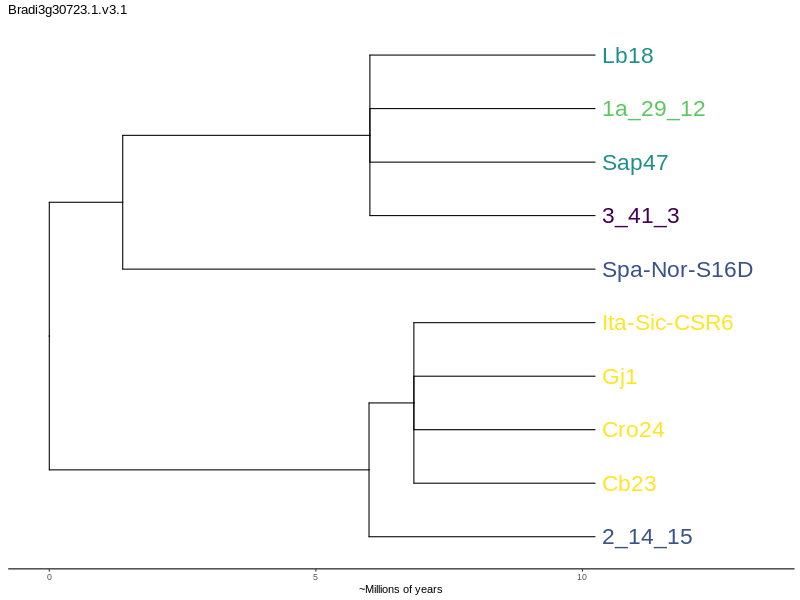 Bradi3g30723.1.v3.1
Lb18
1a_29_12
Sap47
3_41_3
Spa-Nor-S16D
Ita-Sic-CSR6
Gj1
Cro24
Cb23
2_14_15
0 5 10
~Millions of years